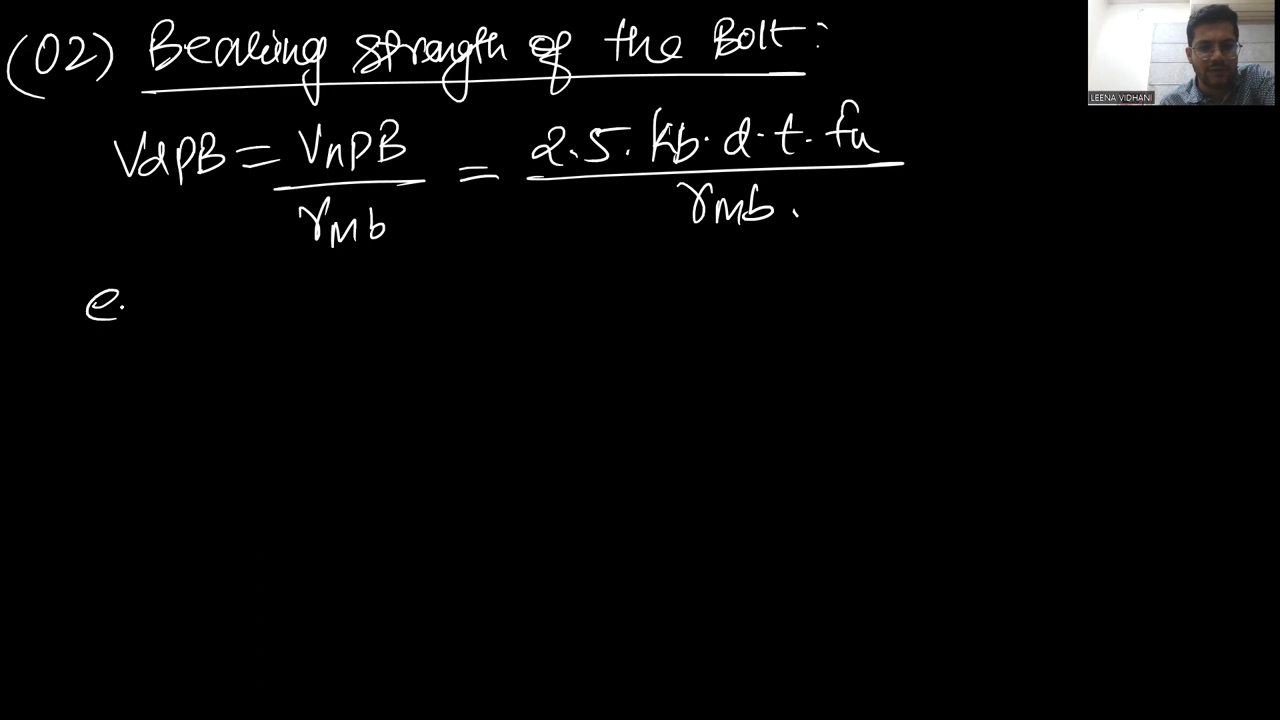 (02) Bearing strength of the Bolt:
VdPB = VnPB / γMb = 2.5. kb. d. t. fu / γMb.
e.
LEENA VIDHANI